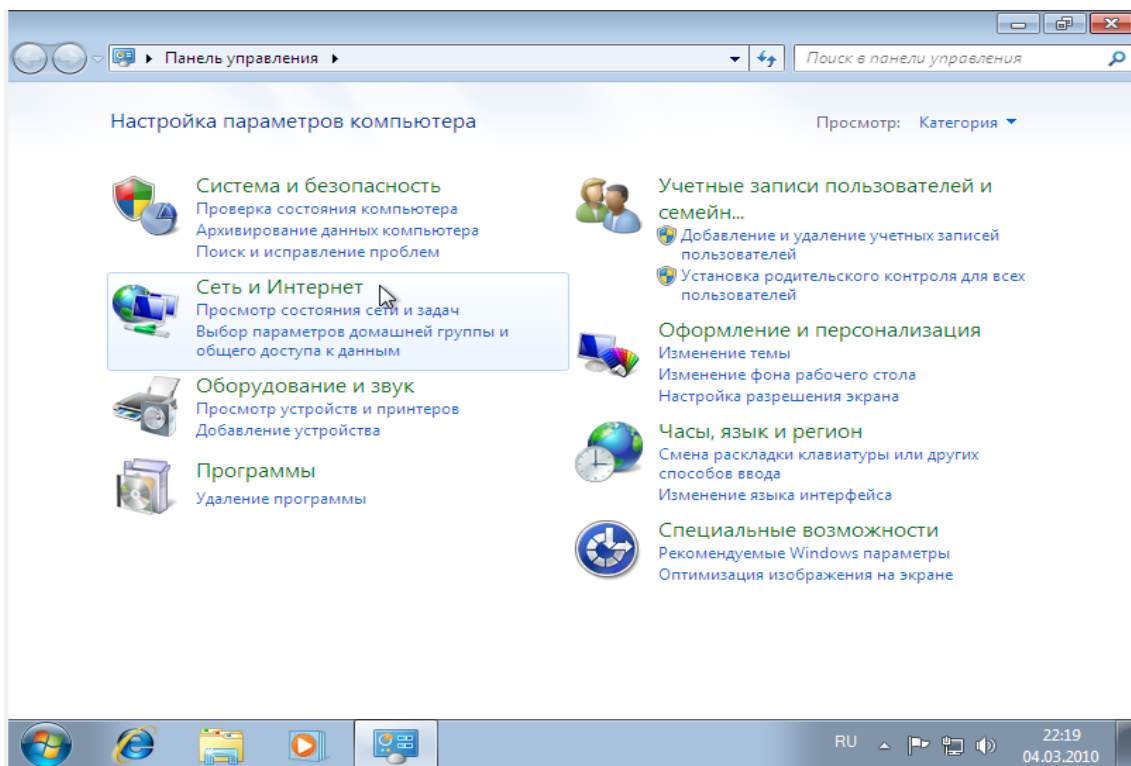 Панель управления
Поиск в панели управления
Настройка параметров компьютера
Просмотр: Категория
Система и безопасность
Проверка состояния компьютера
Архивирование данных компьютера
Поиск и исправление проблем
Сеть и Интернет
Просмотр состояния сети и задач
Выбор параметров домашней группы и
общего доступа к данным
Оборудование и звук
Просмотр устройств и принтеров
Добавление устройства
Программы
Удаление программы
Учетные записи пользователей и
семейн...
Добавление и удаление учетных записей
пользователей
Установка родительского контроля для всех
пользователей
Оформление и персонализация
Изменение темы
Изменение фона рабочего стола
Настройка разрешения экрана
Часы, язык и регион
Смена раскладки клавиатуры или других
способов ввода
Изменение языка интерфейса
Специальные возможности
Рекомендуемые Windows параметры
Оптимизация изображения на экране
RU
22:19
04.03.2010